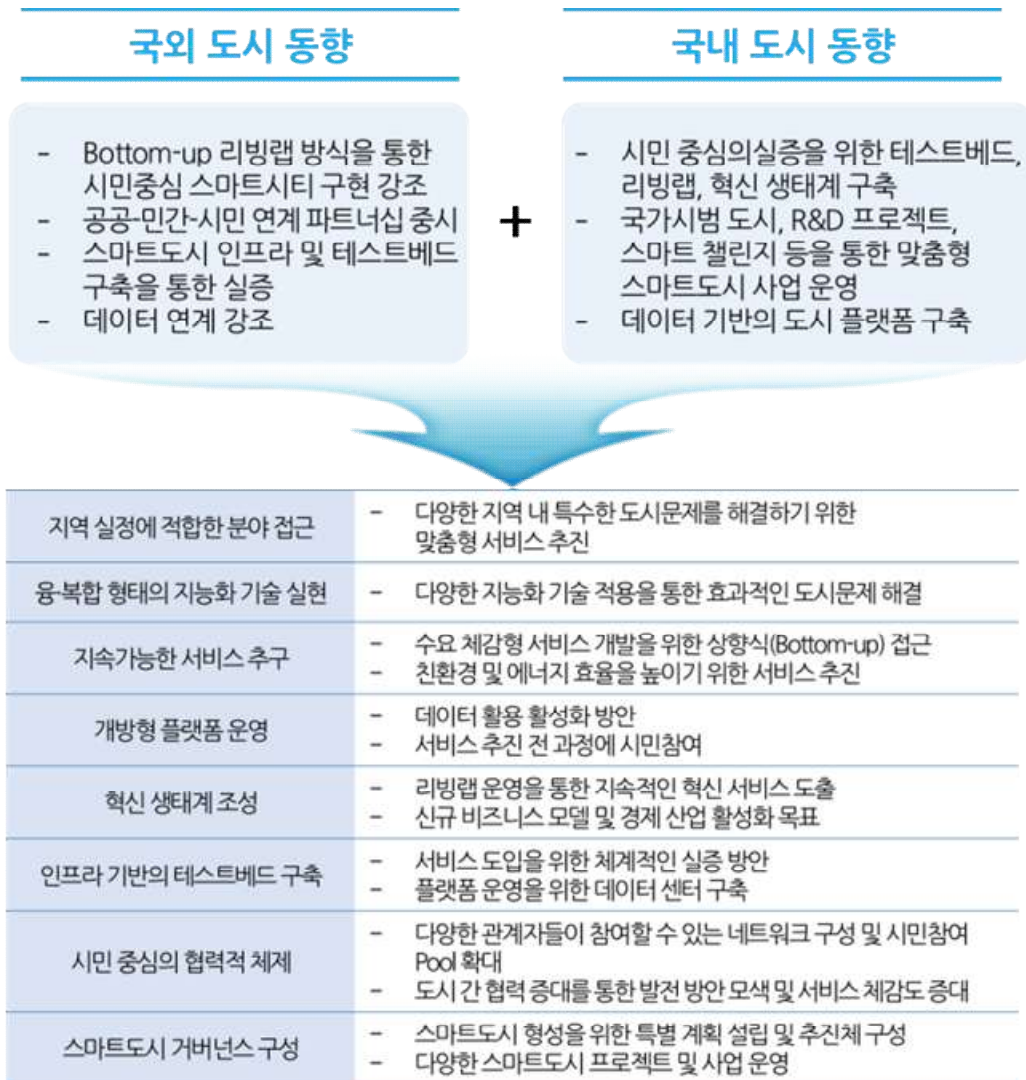 국외 도시 동향
- Bottom-up 리빙랩 방식을 통한
시민중심 스마트시티 구현 강조
- 공공-민간-시민 연계 파트너십 중시
- 스마트도시 인프라 및 테스트베드
구축을 통한 실증
- 데이터 연계 강조
+
국내 도시 동향
- 시민 중심의실증을 위한 테스트베드,
리빙랩, 혁신 생태계 구축
- 국가시범 도시, R&D 프로젝트,
스마트 챌린지 등을 통한 맞춤형
스마트도시 사업 운영
- 데이터 기반의 도시 플랫폼 구축
지역 실정에 적합한 분야 접근
- 다양한 지역 내 특수한 도시문제를 해결하기 위한
맞춤형 서비스 추진
융·복합 형태의 지능화 기술 실현
- 다양한 지능화 기술 적용을 통한 효과적인 도시문제 해결
지속가능한 서비스 추구
- 수요 체감형 서비스 개발을 위한 상향식(Bottom-up) 접근
- 친환경 및 에너지 효율을 높이기 위한 서비스 추진
개방형 플랫폼 운영
- 데이터 활용 활성화 방안
- 서비스 추진 전 과정에 시민참여
혁신 생태계 조성
- 리빙랩 운영을 통한 지속적인 혁신 서비스 도출
- 신규 비즈니스 모델 및 경제 산업 활성화 목표
인프라 기반의 테스트베드 구축
- 서비스 도입을 위한 체계적인 실증 방안
- 플랫폼 운영을 위한 데이터 센터 구축
시민 중심의 협력적 체제
- 다양한 관계자들이 참여할 수 있는 네트워크 구성 및 시민참여
Pool 확대
- 도시 간 협력 증대를 통한 발전 방안 모색 및 서비스 체감도 증대
스마트도시 거버넌스 구성
- 스마트도시 형성을 위한 특별 계획 설립 및 추진체 구성
- 다양한 스마트도시 프로젝트 및 사업 운영